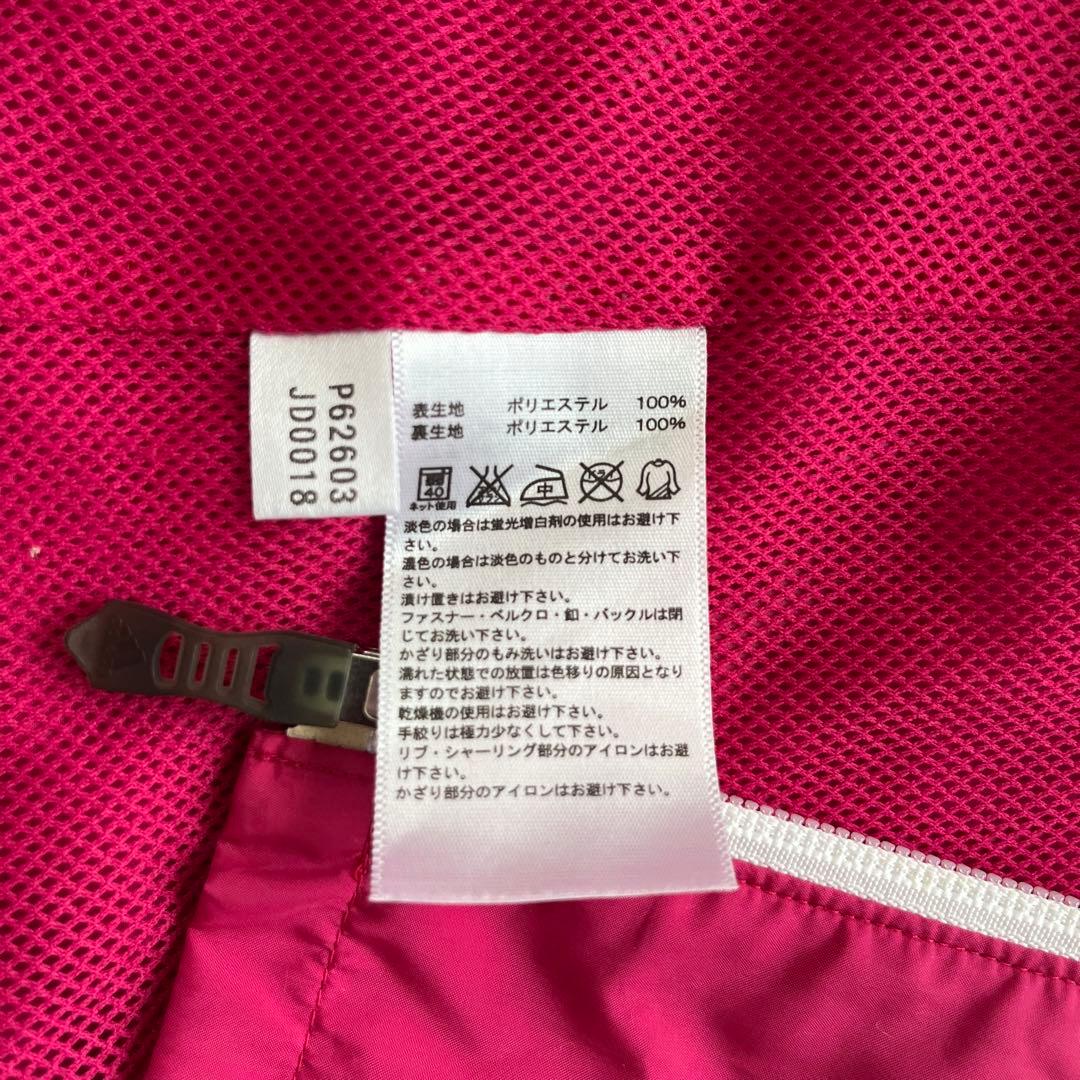 P62603
JD0018
表生地 ポリエステル 100%
裏生地 ポリエステル 100%
40 中
ネット使用
淡色の場合は蛍光増白剤の使用はお避け下
さい。
濃色の場合は淡色のものと分けてお洗い下
さい。
漬け置きはお避け下さい。
ファスナー・ベルクロ・釦・バックルは閉
じてお洗い下さい。
かざり部分のもみ洗いはお避け下さい。
濡れた状態での放置は色移りの原因となり
ますのでお避け下さい。
乾燥機の使用はお避け下さい。
手絞りは極力少なくして下さい。
リブ・シャーリング部分のアイロンはお避
け下さい。
かざり部分のアイロンはお避け下さい。